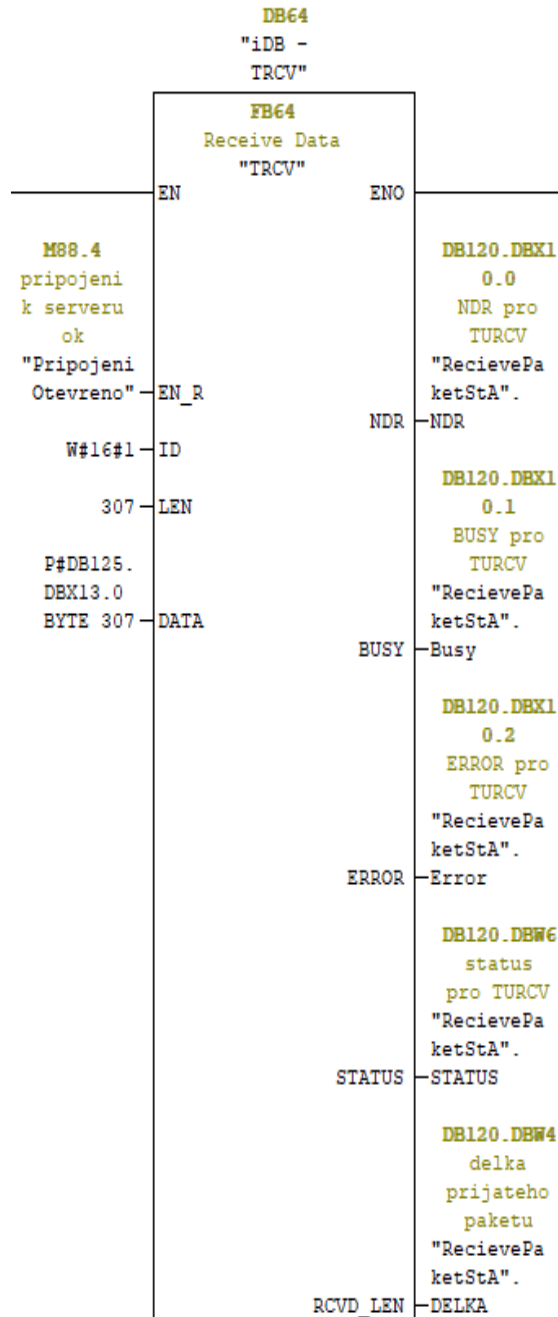 DB64
"iDB -
TRCV"
FB64
Receive Data
"TRCV"
EN
ENO
M88.4
pripojeni
k serveru
ok
"Pripojeni
Otevreno"
EN_R
W#16#1
ID
307
LEN
P#DB125.
DBX13.0
BYTE 307
DATA
DB120.DBX1
0.0
NDR pro
TURCV
"RecievePa
ketStA".
NDR
NDR
DB120.DBX1
0.1
BUSY pro
TURCV
"RecievePa
ketStA".
BUSY
Busy
DB120.DBX1
0.2
ERROR pro
TURCV
"RecievePa
ketStA".
ERROR
Error
DB120.DBW6
status
pro TURCV
"RecievePa
ketStA".
STATUS
STATUS
DB120.DBW4
delka
prijateho
paketu
"RecievePa
ketStA".
RCVD_LEN
DELKA